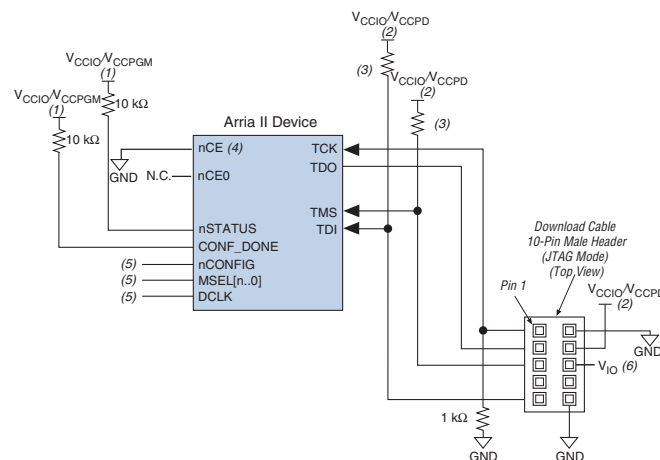 VCCIO/VCCPD
(2)
(3)
VCCIO/VCCPD
(2)
(3)
VCCIO/VCCPGM
(1)
VCCIO/VCCPGM
(1)
10 kΩ
10 kΩ
Arria II Device
nCE (4)
TCK
GND
TDO
N.C.
nCE0
TMS
nSTATUS
TDI
CONF_DONE
(5)
nCONFIG
(5)
MSEL[n..0]
(5)
DCLK
Download Cable
10-Pin Male Header
(JTAG Mode)
(Top View)
Pin 1
VCCIO/VCCPD
(2)
GND
VIO (6)
1 kΩ
GND
GND